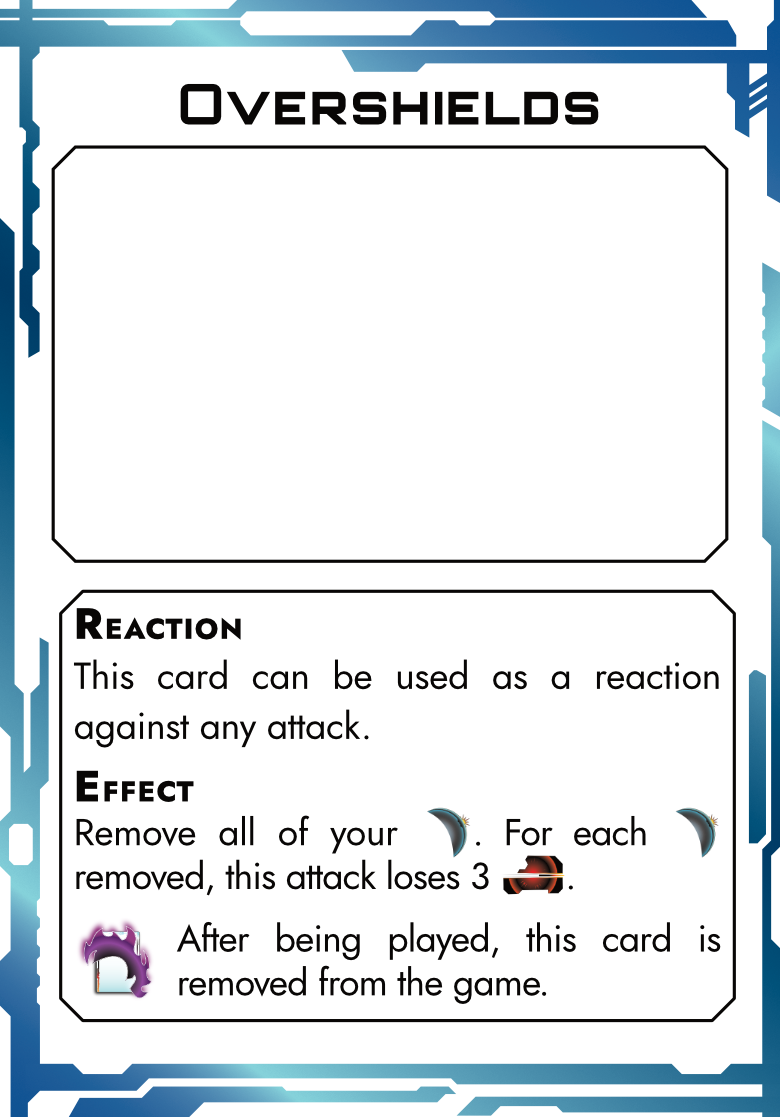 Overshields
Reaction
This card can be used as a reaction
against any attack.
Effect
Remove all of your . For each
removed, this attack loses 3 .
After being played, this card is
removed from the game.